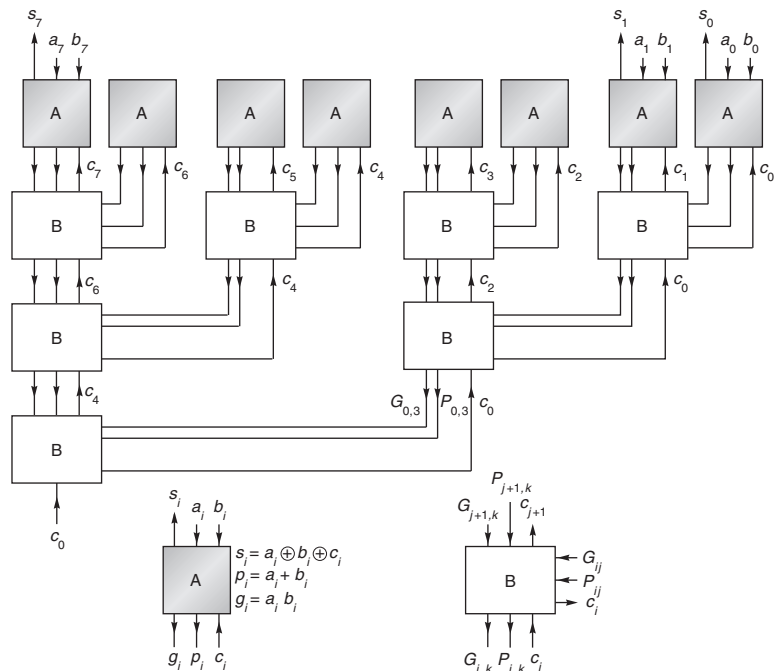 s7 s1 s0
a7 b7 a1 b1 a0 b0
A A A A A A A A
c7 c6 c5 c4 c3 c2 c1 c0
B B B B
c6 c4 c2 c0
B B
c4 G0,3 P0,3 c0
B
c0
si ai bi
A
si = ai ⊕ bi ⊕ ci
pi = ai + bi
gi = ai bi
gi pi ci
Pj+1,k
Gj+1,k cj+1
B
Gij
Pij
ci
Gi,k Pi,k ci